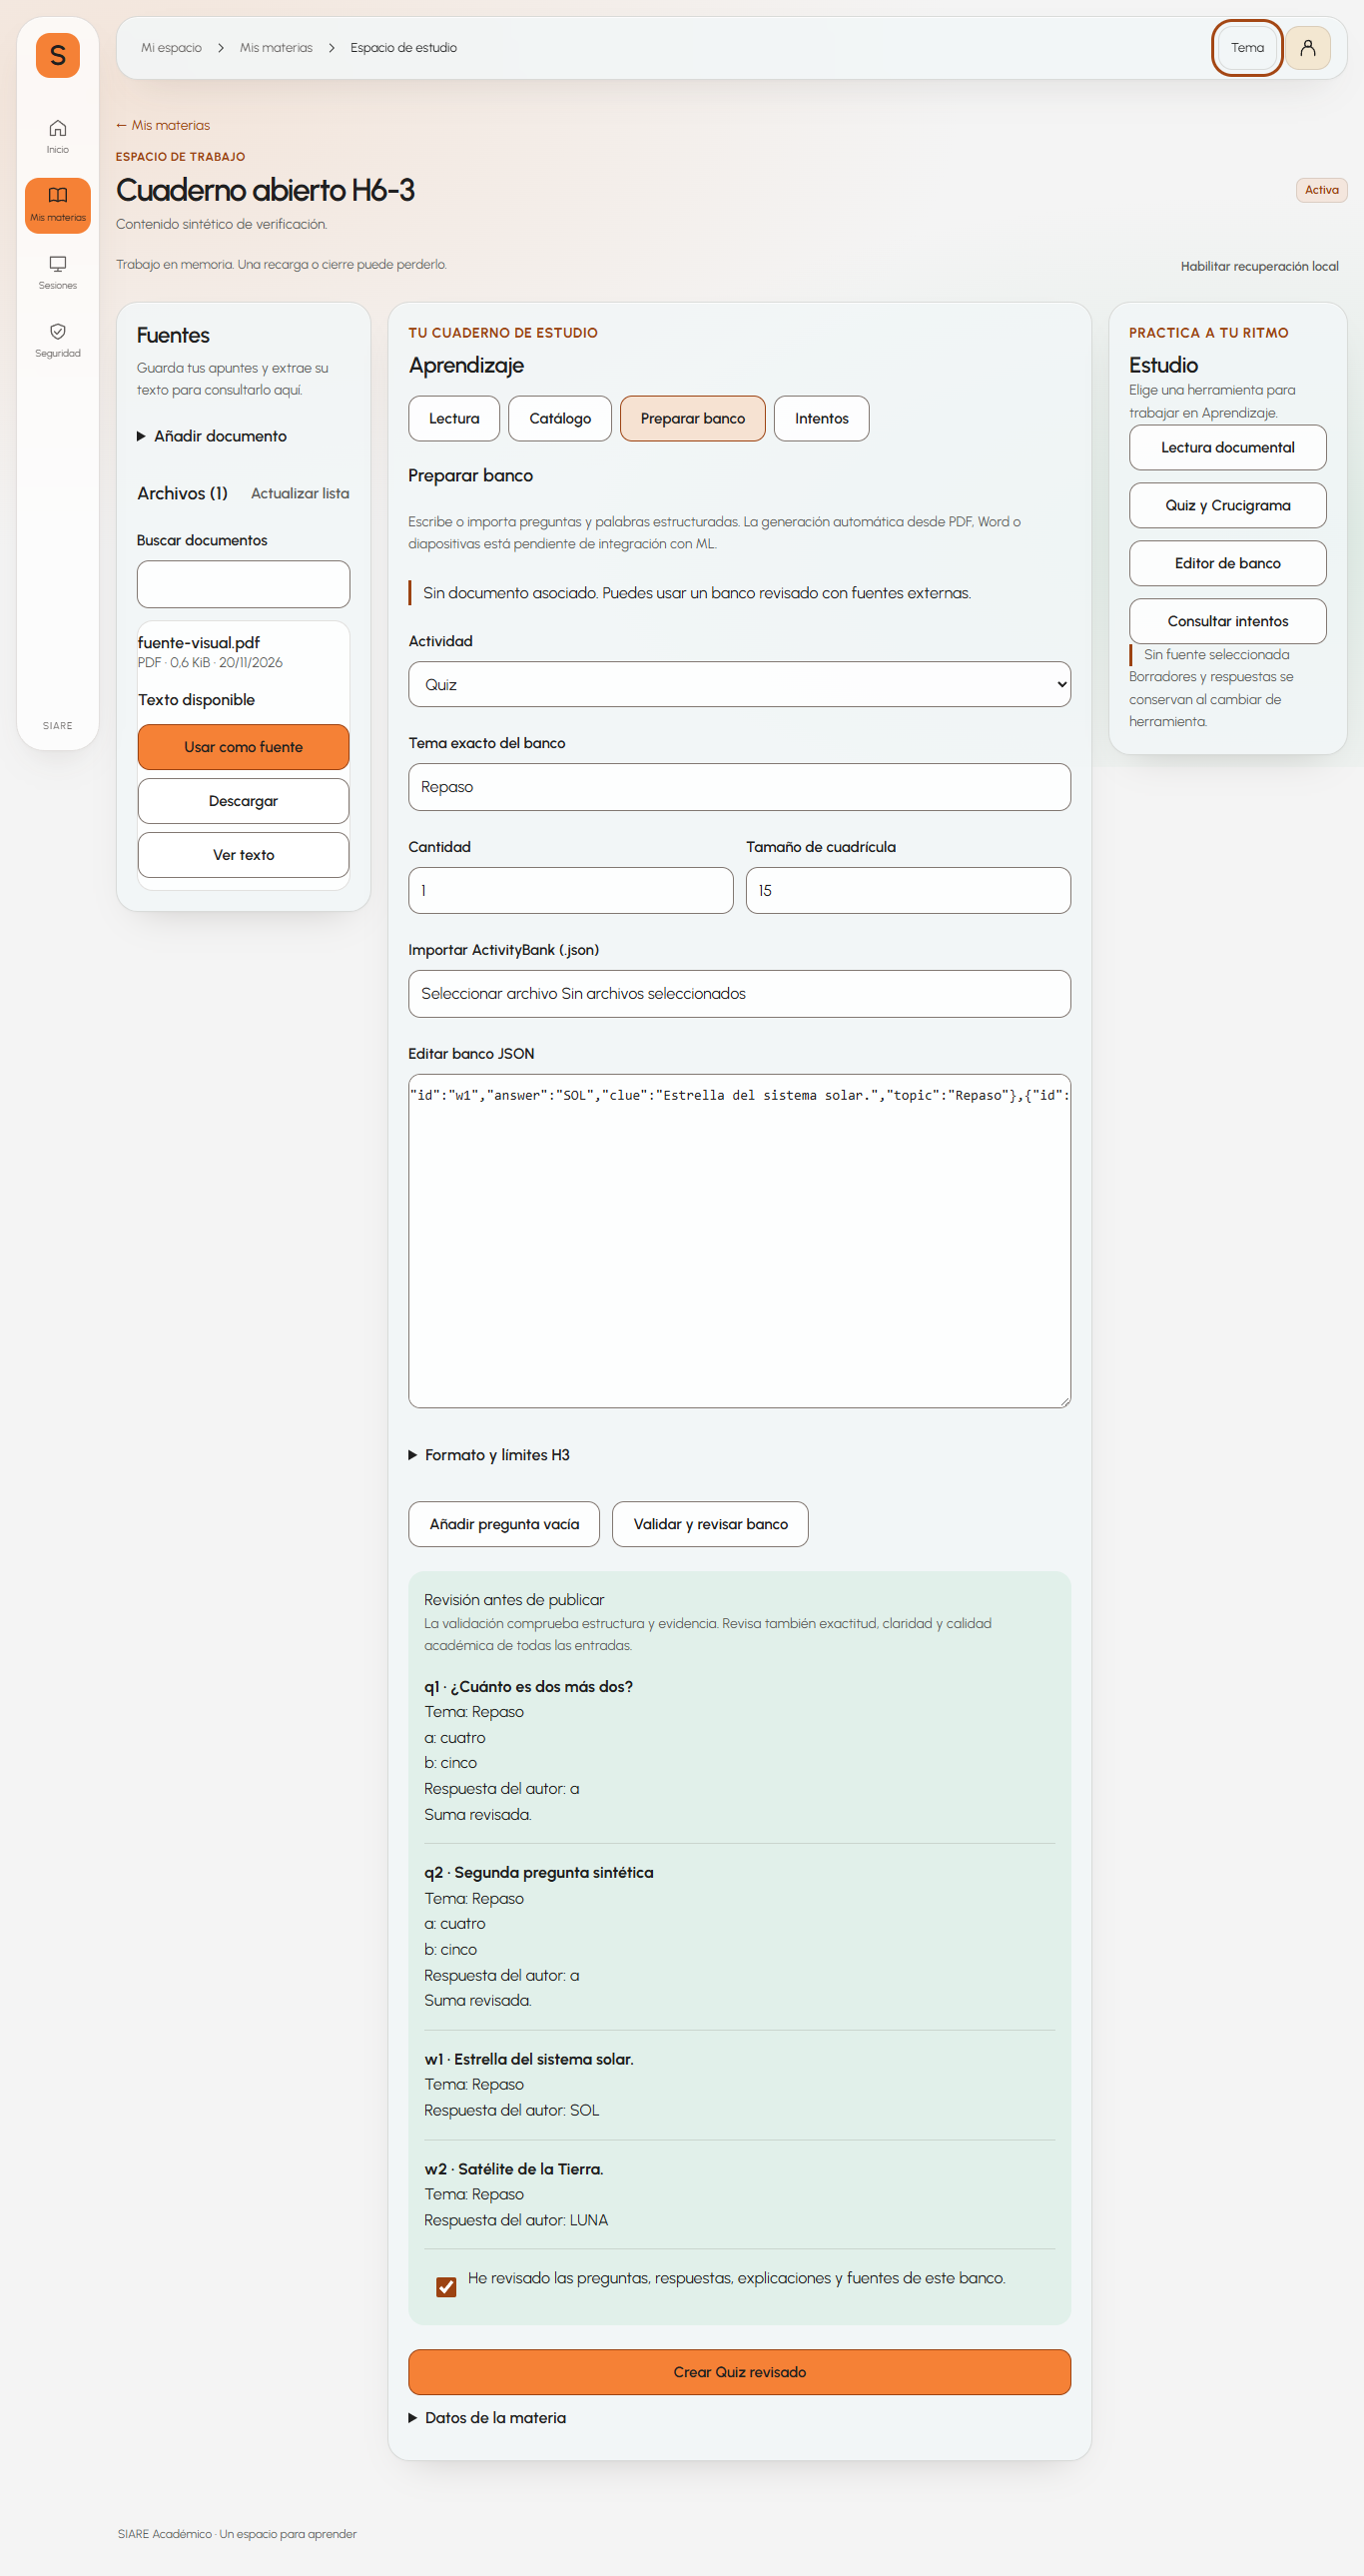 S
Inicio
Mis materias
Sesiones
Seguridad
SIARE
Mi espacio > Mis materias > Espacio de estudio
Tema
← Mis materias
ESPACIO DE TRABAJO
Cuaderno abierto H6-3
Activa
Contenido sintético de verificación.
Trabajo en memoria. Una recarga o cierre puede perderlo.
Habilitar recuperación local
Fuentes
Guarda tus apuntes y extrae su
texto para consultarlo aquí.
Añadir documento
Archivos (1) Actualizar lista
Buscar documentos
fuente-visual.pdf
PDF · 0,6 KiB · 20/11/2026
Texto disponible
Usar como fuente
Descargar
Ver texto
TU CUADERNO DE ESTUDIO
Aprendizaje
Lectura Catálogo Preparar banco Intentos
Preparar banco
Escribe o importa preguntas y palabras estructuradas. La generación automática desde PDF, Word o
diapositivas está pendiente de integración con ML.
Sin documento asociado. Puedes usar un banco revisado con fuentes externas.
Actividad
Quiz
Tema exacto del banco
Repaso
Cantidad Tamaño de cuadrícula
1 15
Importar ActivityBank (.json)
Seleccionar archivo Sin archivos seleccionados
Editar banco JSON
"id":"w1","answer":"SOL","clue":"Estrella del sistema solar.","topic":"Repaso"},{"id":
Formato y límites H3
Añadir pregunta vacía Validar y revisar banco
Revisión antes de publicar
La validación comprueba estructura y evidencia. Revisa también exactitud, claridad y calidad
académica de todas las entradas.
q1 · ¿Cuánto es dos más dos?
Tema: Repaso
a: cuatro
b: cinco
Respuesta del autor: a
Suma revisada.
q2 · Segunda pregunta sintética
Tema: Repaso
a: cuatro
b: cinco
Respuesta del autor: a
Suma revisada.
w1 · Estrella del sistema solar.
Tema: Repaso
Respuesta del autor: SOL
w2 · Satélite de la Tierra.
Tema: Repaso
Respuesta del autor: LUNA
He revisado las preguntas, respuestas, explicaciones y fuentes de este banco.
Crear Quiz revisado
Datos de la materia
PRACTICA A TU RITMO
Estudio
Elige una herramienta para
trabajar en Aprendizaje.
Lectura documental
Quiz y Crucigrama
Editor de banco
Consultar intentos
Sin fuente seleccionada
Borradores y respuestas se
conservan al cambiar de
herramienta.
SIARE Académico · Un espacio para aprender